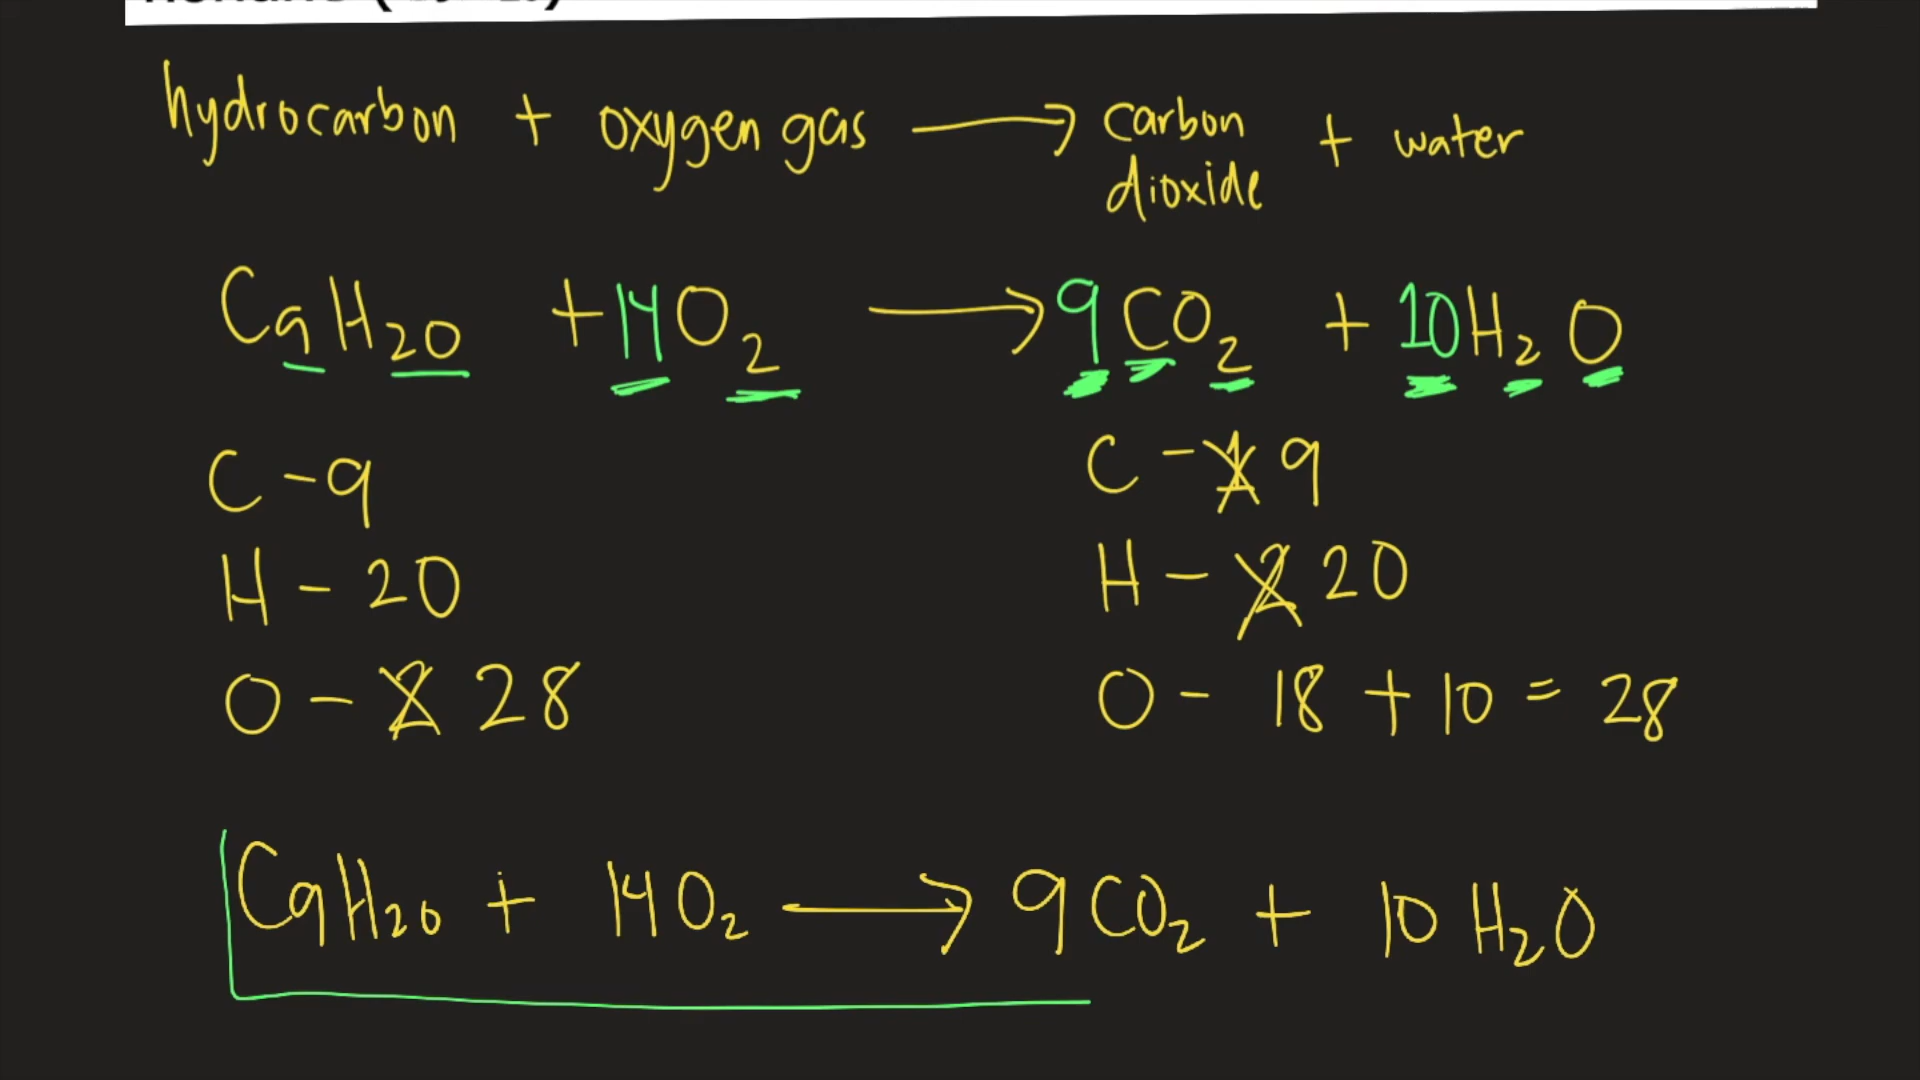 hydrocarbon + oxygen gas → carbon dioxide + water
C₉H₂₀ + 14O₂ → 9CO₂ + 10H₂O
C - 9 C - 1 9
H - 20 H - 2 20
O - 2 28 O - 18 + 10 = 28
C₉H₂₀ + 14O₂ → 9CO₂ + 10H₂O